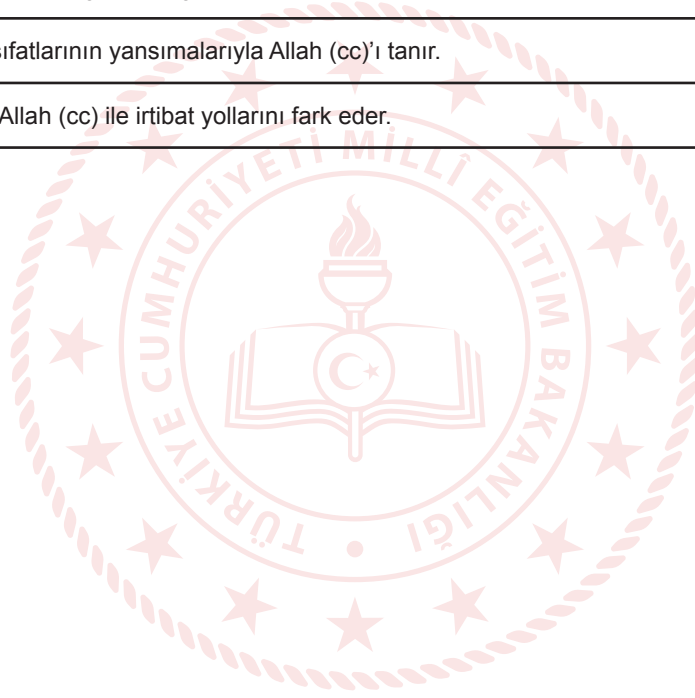 sıfatlarının yansımalarıyla Allah (cc)'ı tanır.
Allah (cc) ile irtibat yollarını fark eder.
TÜRKİYE CUMHURİYETİ MİLLÎ EĞİTİM BAKANLIĞI